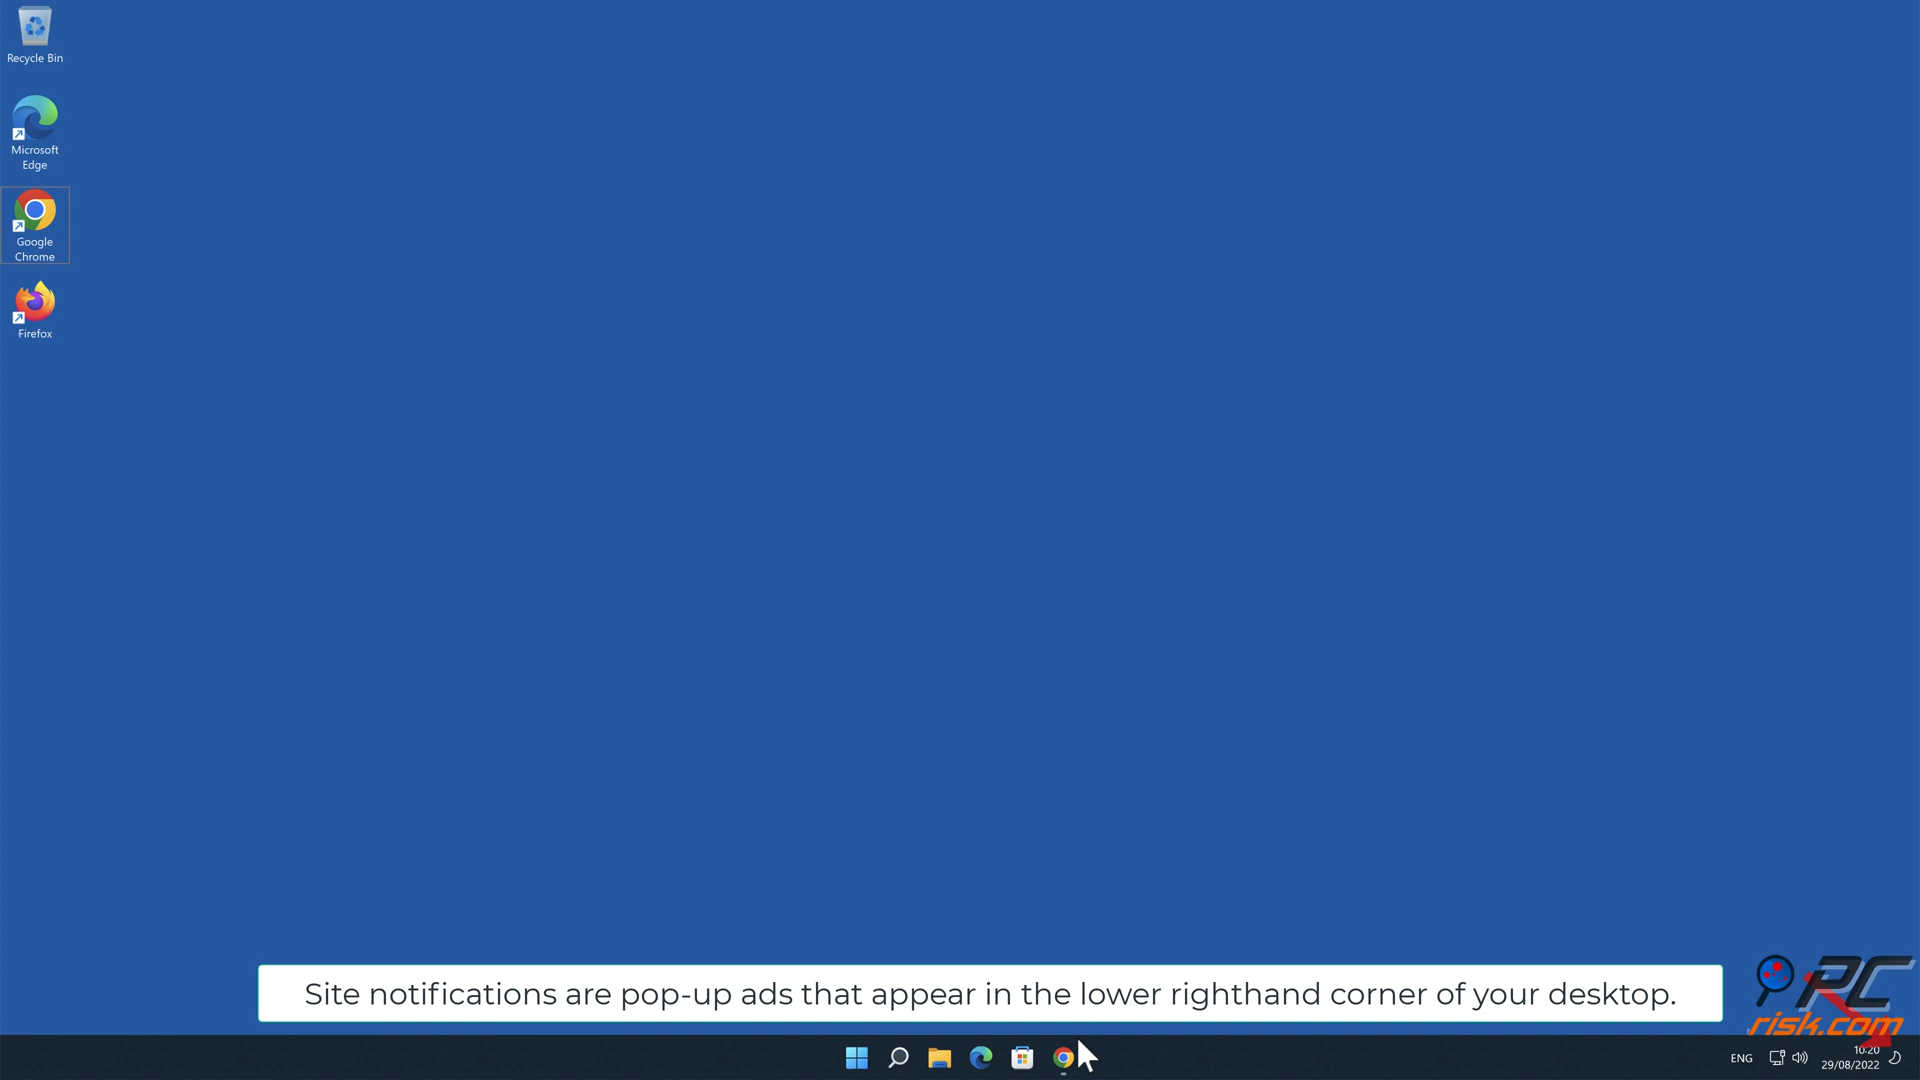 Recycle Bin
Microsoft
Edge
Google
Chrome
Firefox
Site notifications are pop-up ads that appear in the lower righthand corner of your desktop.
PC
risk.com
ENG
10:20
29/08/2022